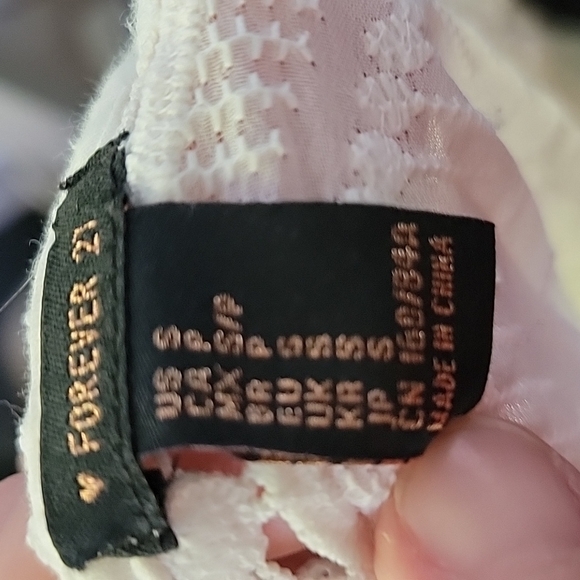 ♥ FOREVER 21
US S
CA P
MX S/P
BR P
EU S
UK S
KR S
JP S
CN 160/84A
MADE IN CHINA